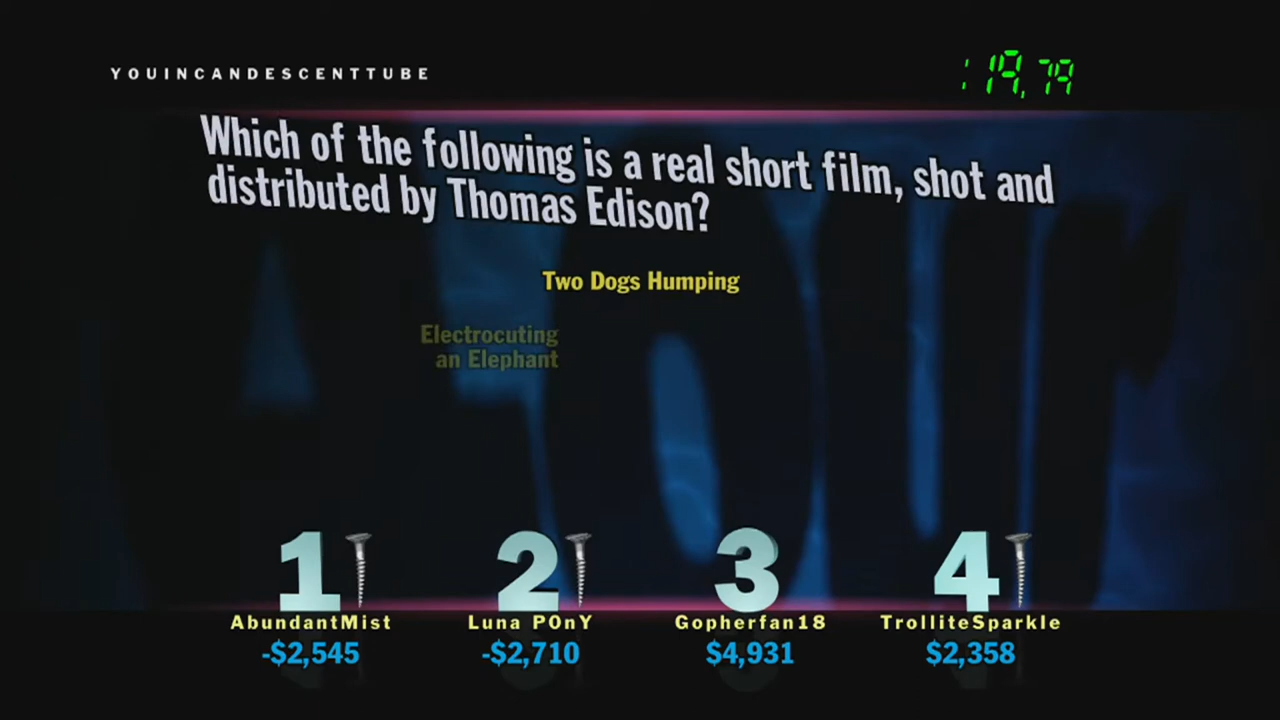 YOUINCANDESCENTTUBE
:19.79
Which of the following is a real short film, shot and
distributed by Thomas Edison?
Two Dogs Humping
Electrocuting
an Elephant
1
2
3
4
AbundantMist
Luna P0nY
Gopherfan18
TrolliteSparkle
-$2,545
-$2,710
$4,931
$2,358